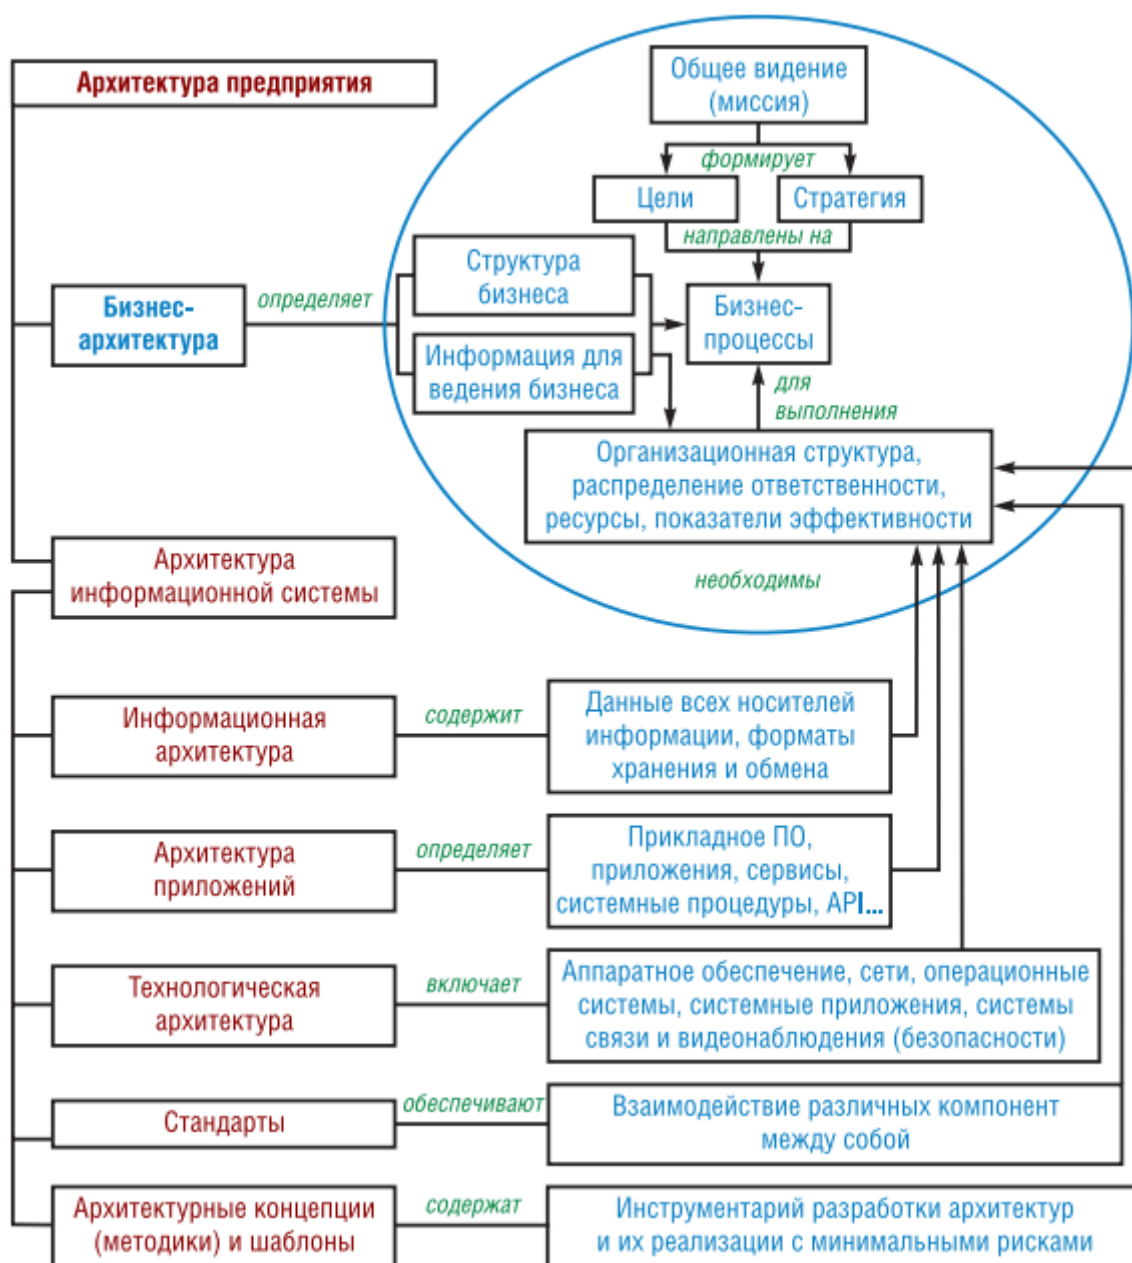 Архитектура предприятия
Общее видение
(миссия)
формирует
Цели
Стратегия
направлены на
Структура
бизнеса
Бизнес-
архитектура
определяет
Бизнес-
процессы
Информация для
ведения бизнеса
для
выполнения
Организационная структура,
распределение ответственности,
ресурсы, показатели эффективности
Архитектура
информационной системы
необходимы
Информационная
архитектура
содержит
Данные всех носителей
информации, форматы
хранения и обмена
Архитектура
приложений
определяет
Прикладное ПО,
приложения, сервисы,
системные процедуры, API...
Технологическая
архитектура
включает
Аппаратное обеспечение, сети, операционные
системы, системные приложения, системы
связи и видеонаблюдения (безопасности)
Стандарты
обеспечивают
Взаимодействие различных компонент
между собой
Архитектурные концепции
(методики) и шаблоны
содержат
Инструментарий разработки архитектур
и их реализации с минимальными рисками